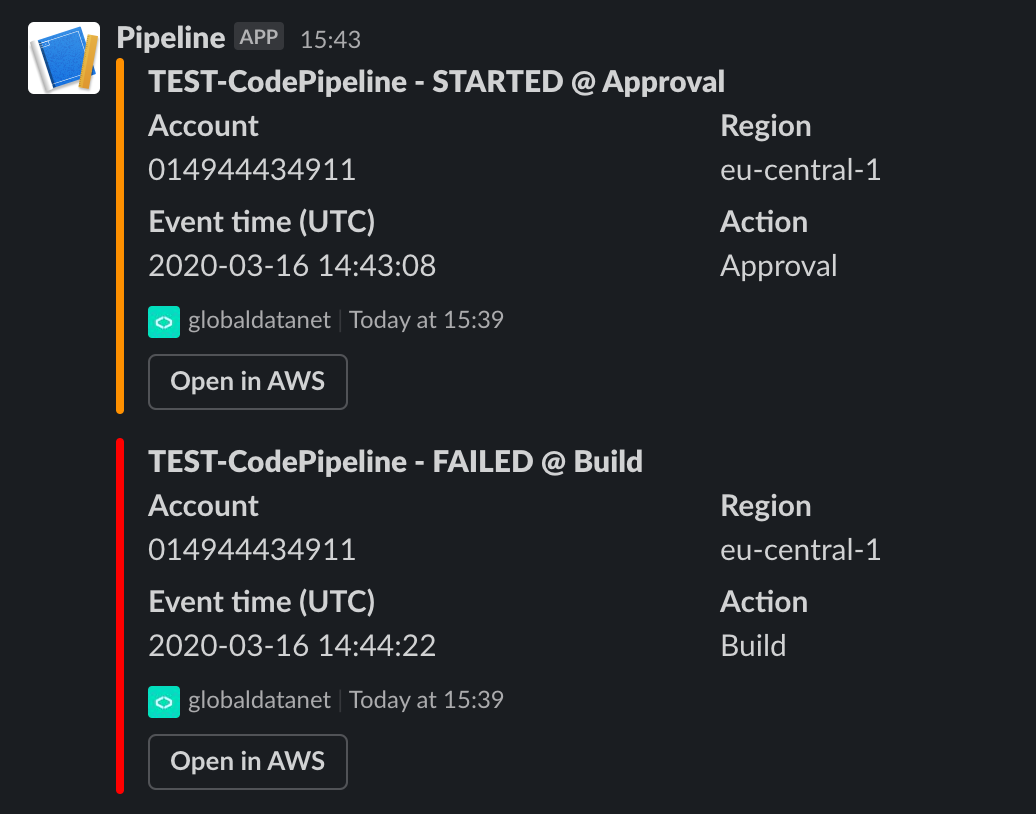 Pipeline APP 15:43
TEST-CodePipeline - STARTED @ Approval
Account Region
014944434911 eu-central-1
Event time (UTC) Action
2020-03-16 14:43:08 Approval
globaldatanet | Today at 15:39
Open in AWS
TEST-CodePipeline - FAILED @ Build
Account Region
014944434911 eu-central-1
Event time (UTC) Action
2020-03-16 14:44:22 Build
globaldatanet | Today at 15:39
Open in AWS